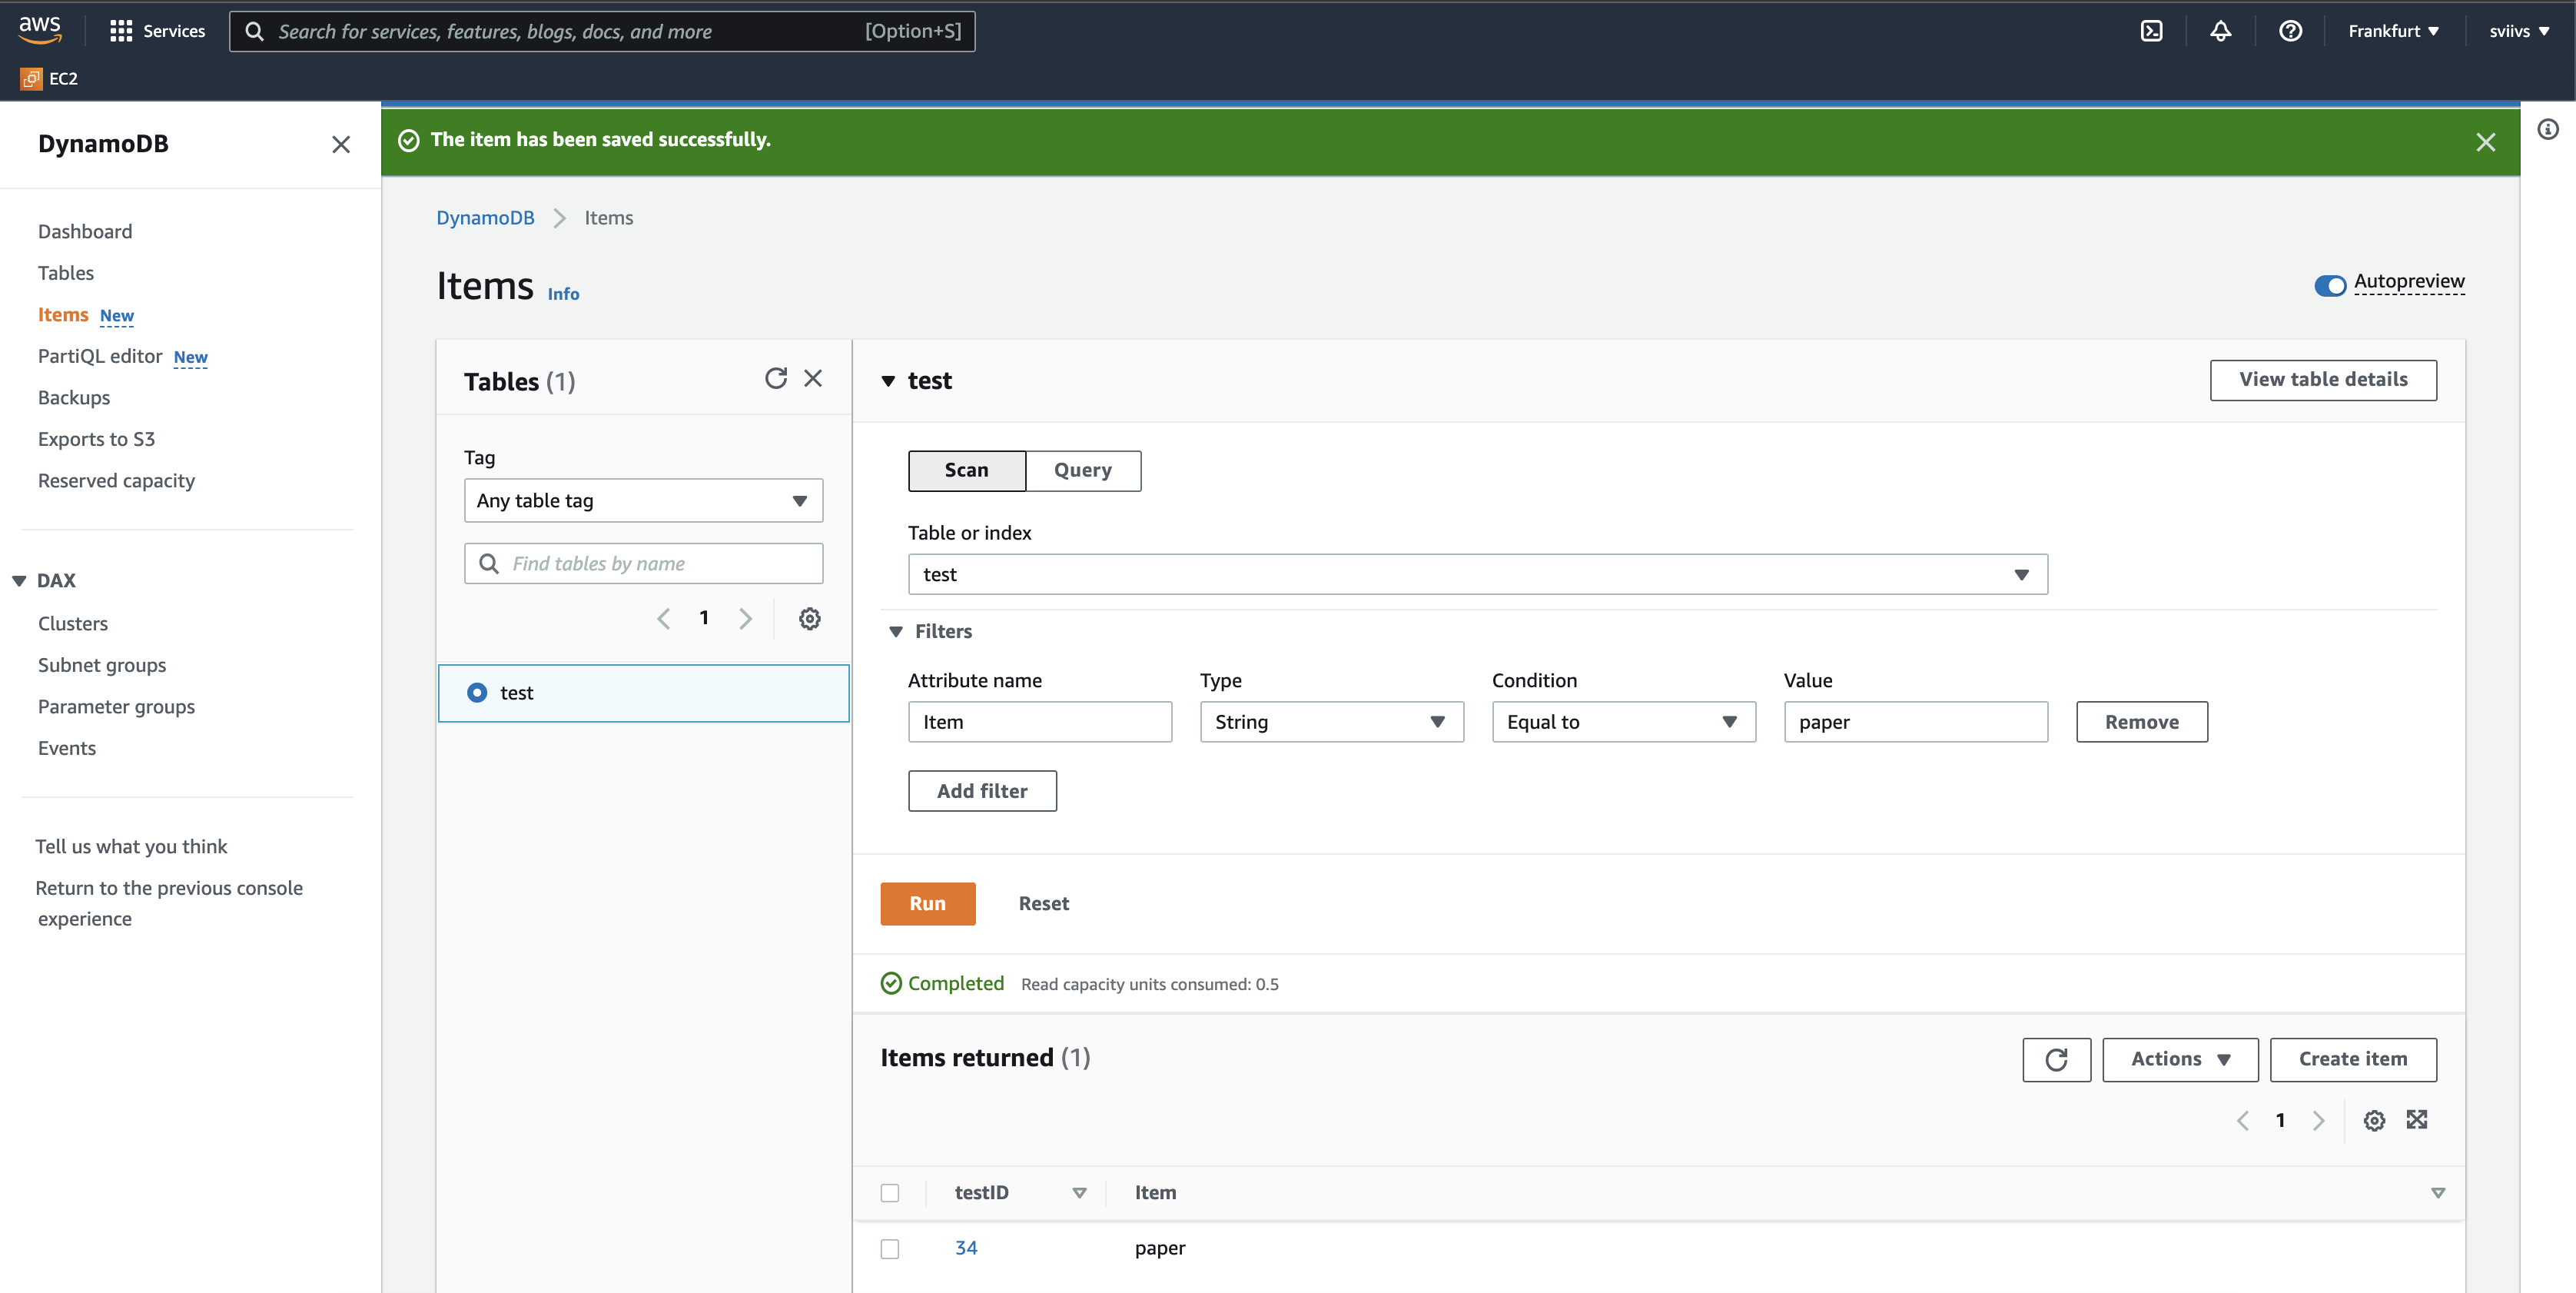 aws
Services
Search for services, features, blogs, docs, and more
[Option+S]
Frankfurt
sviivs
EC2
DynamoDB
The item has been saved successfully.
Dashboard
Tables
Items New
PartiQL editor New
Backups
Exports to S3
Reserved capacity
DAX
Clusters
Subnet groups
Parameter groups
Events
Tell us what you think
Return to the previous console
experience
DynamoDB
Items
Items Info
Autopreview
Tables (1)
Tag
Any table tag
Find tables by name
1
test
test
View table details
Scan
Query
Table or index
test
Filters
Attribute name
Type
Condition
Value
Item
String
Equal to
paper
Remove
Add filter
Run
Reset
Completed
Read capacity units consumed: 0.5
Items returned (1)
Actions
Create item
1
testID
Item
34
paper